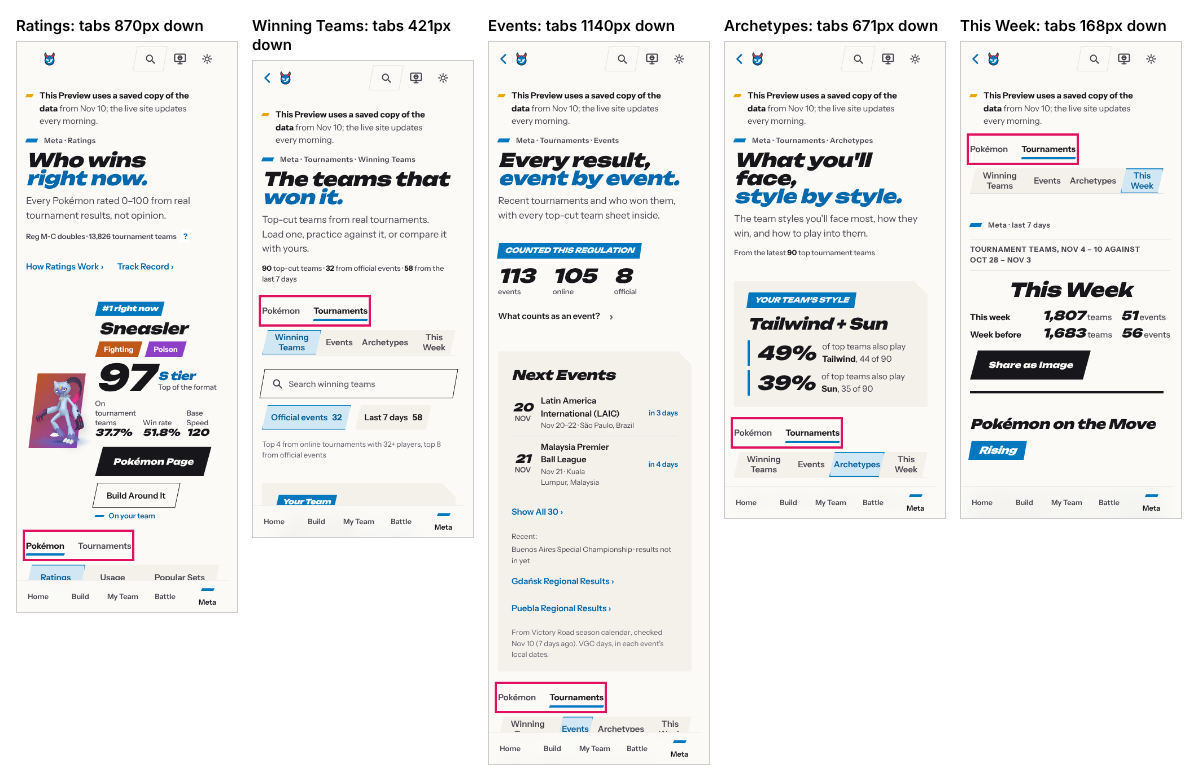 Ratings: tabs 870px down
This Preview uses a saved copy of the
data from Nov 10; the live site updates
every morning.
Meta · Ratings
Who wins
right now.
Every Pokémon rated 0–100 from real
tournament results, not opinion.
Reg M-C doubles · 13,826 tournament teams ?
How Ratings Work ›
Track Record ›
#1 right now
Sneasler
Fighting
Poison
97
S tier
Top of the format
On
tournament
teams
37.7%
Win rate
51.8%
Base
Speed
120
Pokémon Page
Build Around It
On your team
Pokémon
Tournaments
Ratings
Usage
Popular Sets
Home
Build
My Team
Battle
Meta
Winning Teams: tabs 421px
down
This Preview uses a saved copy of the
data from Nov 10; the live site updates
every morning.
Meta · Tournaments · Winning Teams
The teams that
won it.
Top-cut teams from real tournaments.
Load one, practice against it, or compare it
with yours.
90 top-cut teams · 32 from official events · 58 from the
last 7 days
Pokémon
Tournaments
Winning
Teams
Events
Archetypes
This
Week
Search winning teams
Official events 32
Last 7 days 58
Top 4 from online tournaments with 32+ players, top 8
from official events
Your Team
Home
Build
My Team
Battle
Meta
Events: tabs 1140px down
This Preview uses a saved copy of the
data from Nov 10; the live site updates
every morning.
Meta · Tournaments · Events
Every result,
event by event.
Recent tournaments and who won them,
with every top-cut team sheet inside.
COUNTED THIS REGULATION
113
events
105
online
8
official
What counts as an event? ›
Next Events
20
NOV
Latin America
International (LAIC)
Nov 20–22 · São Paulo, Brazil
in 3 days
21
NOV
Malaysia Premier
Ball League
Nov 21 · Kuala
Lumpur, Malaysia
in 4 days
Show All 30 ›
Recent:
Buenos Aires Special Championship · results not
in yet
Gdańsk Regional Results ›
Puebla Regional Results ›
From Victory Road season calendar, checked
Nov 10 (7 days ago). VGC days, in each event's
local dates.
Pokémon
Tournaments
Winning
Teams
Events
Archetypes
This
Week
Home
Build
My Team
Battle
Meta
Archetypes: tabs 671px down
This Preview uses a saved copy of the
data from Nov 10; the live site updates
every morning.
Meta · Tournaments · Archetypes
What you'll
face,
style by style.
The team styles you'll face most, how they
win, and how to play into them.
From the latest 90 top tournament teams
YOUR TEAM'S STYLE
Tailwind + Sun
49%
of top teams also play
Tailwind, 44 of 90
39%
of top teams also play
Sun, 35 of 90
Pokémon
Tournaments
Winning
Teams
Events
Archetypes
This
Week
Home
Build
My Team
Battle
Meta
This Week: tabs 168px down
This Preview uses a saved copy of the
data from Nov 10; the live site updates
every morning.
Pokémon
Tournaments
Winning
Teams
Events
Archetypes
This
Week
Meta · last 7 days
TOURNAMENT TEAMS, NOV 4 – 10 AGAINST
OCT 28 – NOV 3
This Week
This week 1,807 teams 51 events
Week before 1,683 teams 56 events
Share as Image
Pokémon on the Move
Rising
Home
Build
My Team
Battle
Meta